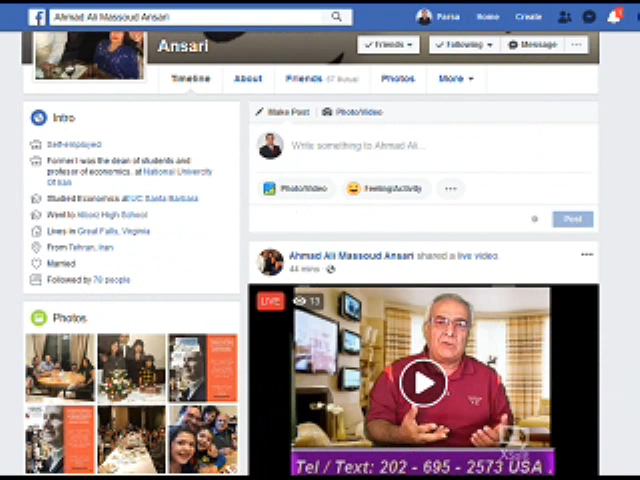 Ahmad Ali Massoud Ansari
Parsa
Home
Create
Ansari
Friends
Following
Message
Timeline
About
Friends 57 Mutual
Photos
More
Intro
Self-employed
Former I was the dean of students and
professor of economics. at National University
Of Iran
Studied Economics at UC Santa Barbara
Went to Alborz High School
Lives in Great Falls, Virginia
From Tehran, Iran
Married
Followed by 78 people
Photos
Make Post
Photo/Video
Write something to Ahmad Ali...
Photo/Video
Feeling/Activity
Post
Ahmad Ali Massoud Ansari shared a live video.
44 mins
LIVE
13
Tel / Text: 202 - 695 - 2573 USA .
XSplit